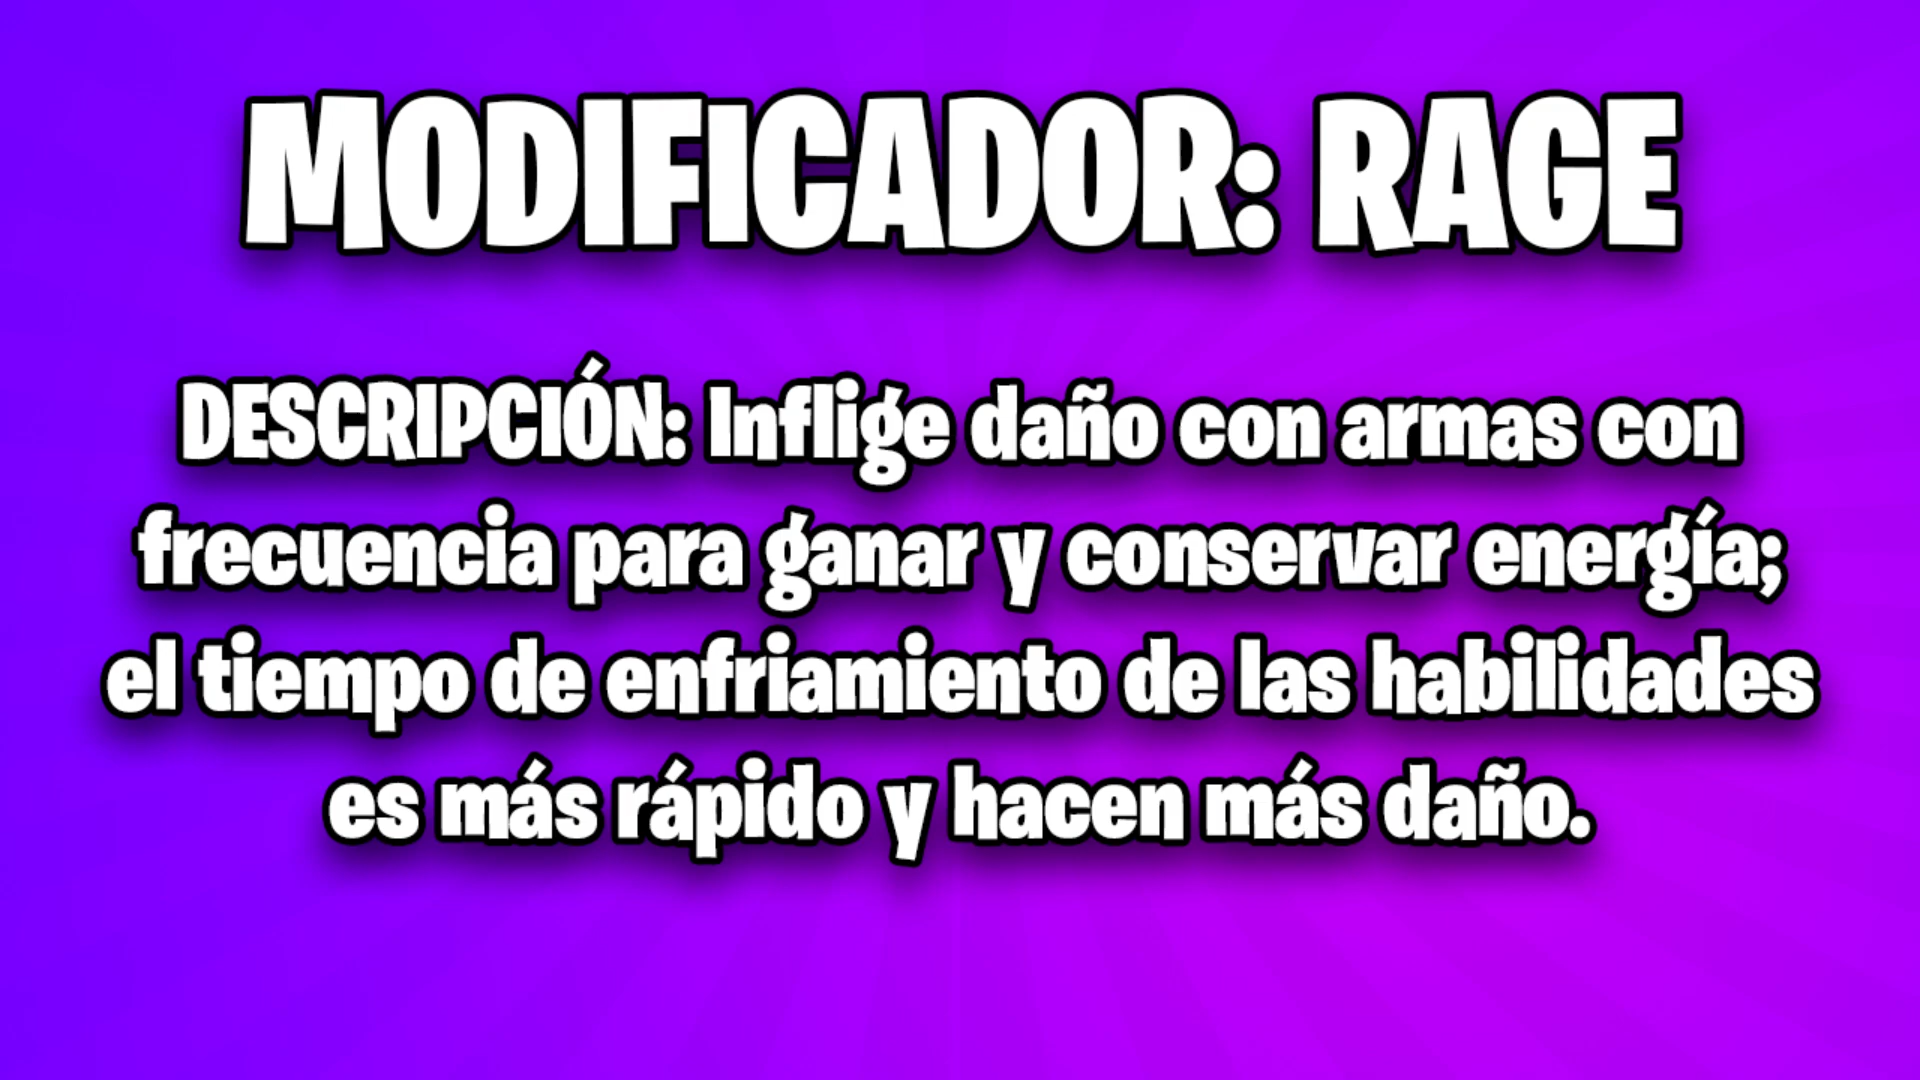 MODIFICADOR: RAGE
DESCRIPCIÓN: Inflige daño con armas con
frecuencia para ganar y conservar energía;
el tiempo de enfriamiento de las habilidades
es más rápido y hacen más daño.